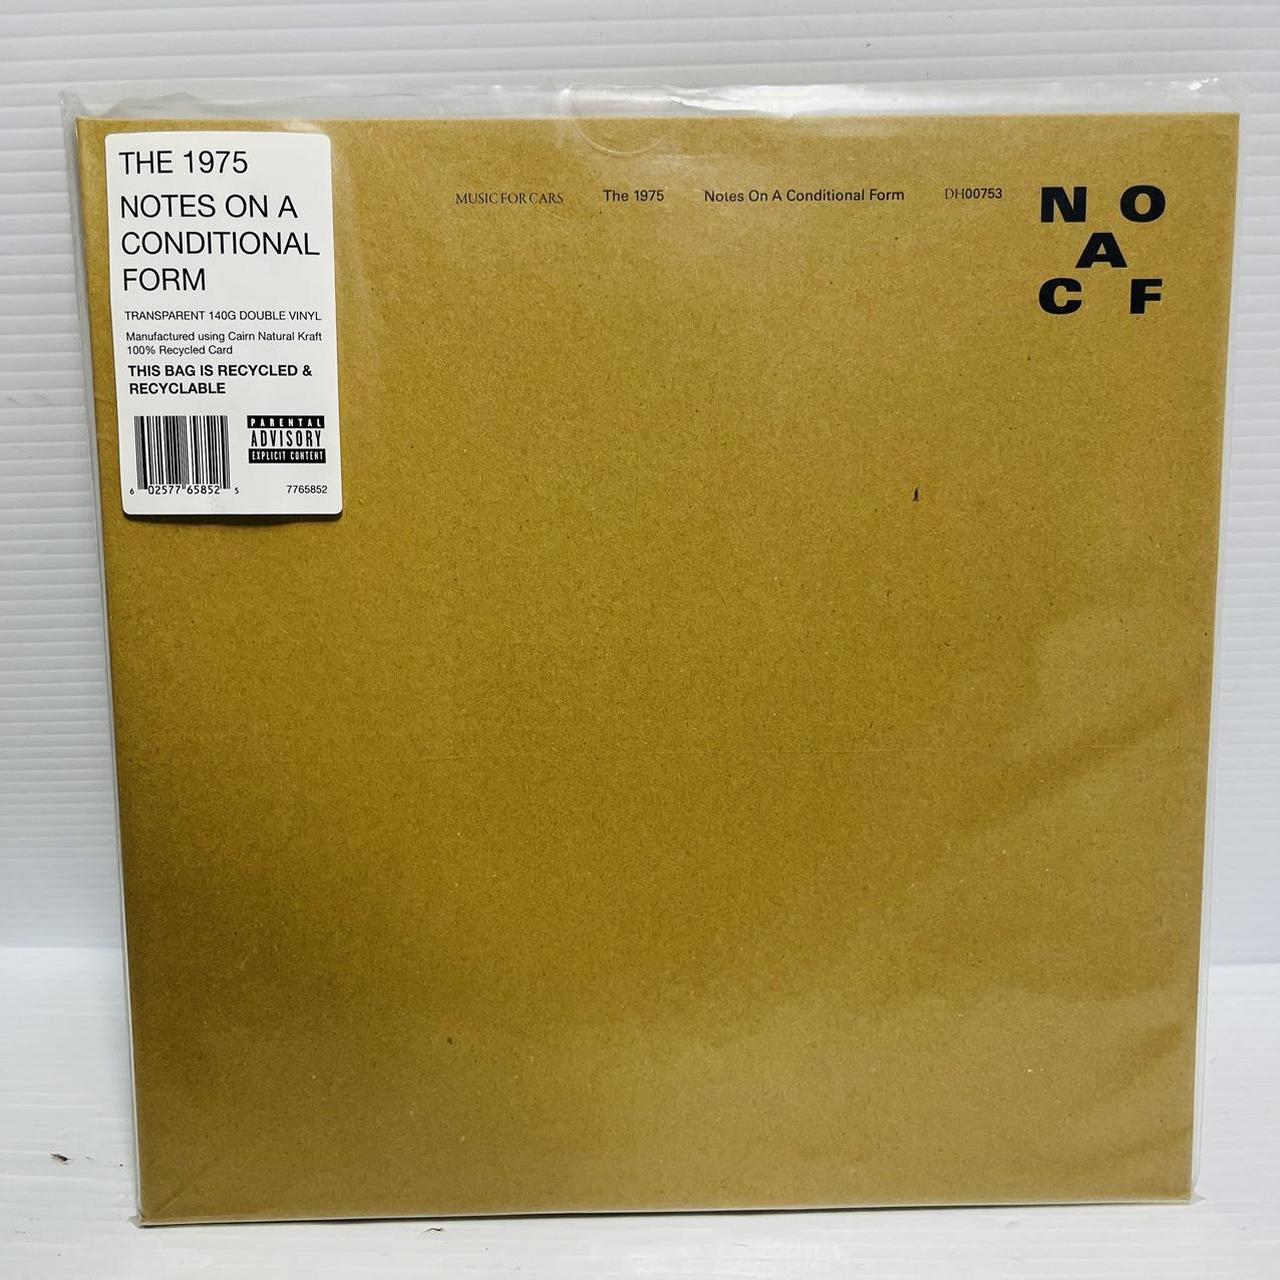 THE 1975
NOTES ON A
CONDITIONAL
FORM
TRANSPARENT 140G DOUBLE VINYL
Manufactured using Cairn Natural Kraft
100% Recycled Card
THIS BAG IS RECYCLED &
RECYCLABLE
PARENTAL
ADVISORY
EXPLICIT CONTENT
6 02577 65852 5
7765852
MUSIC FOR CARS The 1975 Notes On A Conditional Form DH00753
N O
A
C F